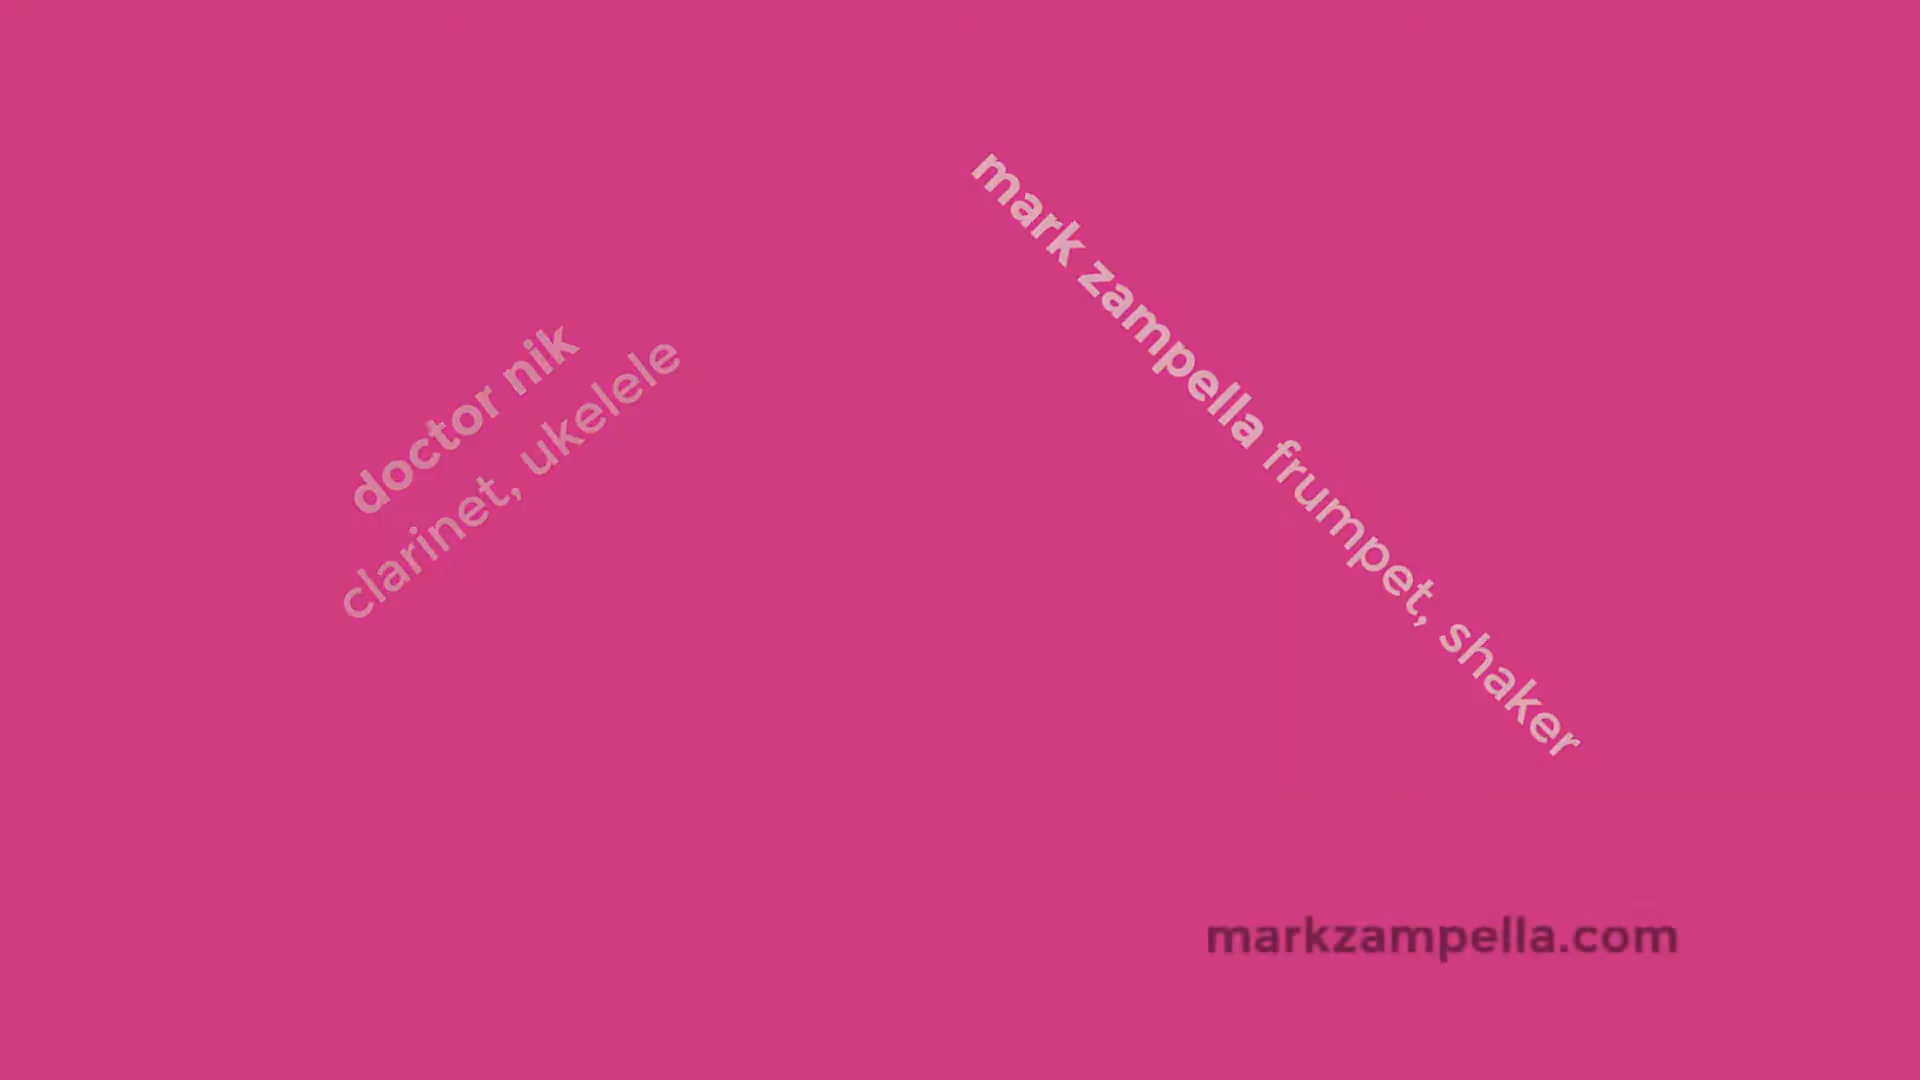 doctor nik
clarinet, ukelele
mark zampella frumpet, shaker
markzampella.com